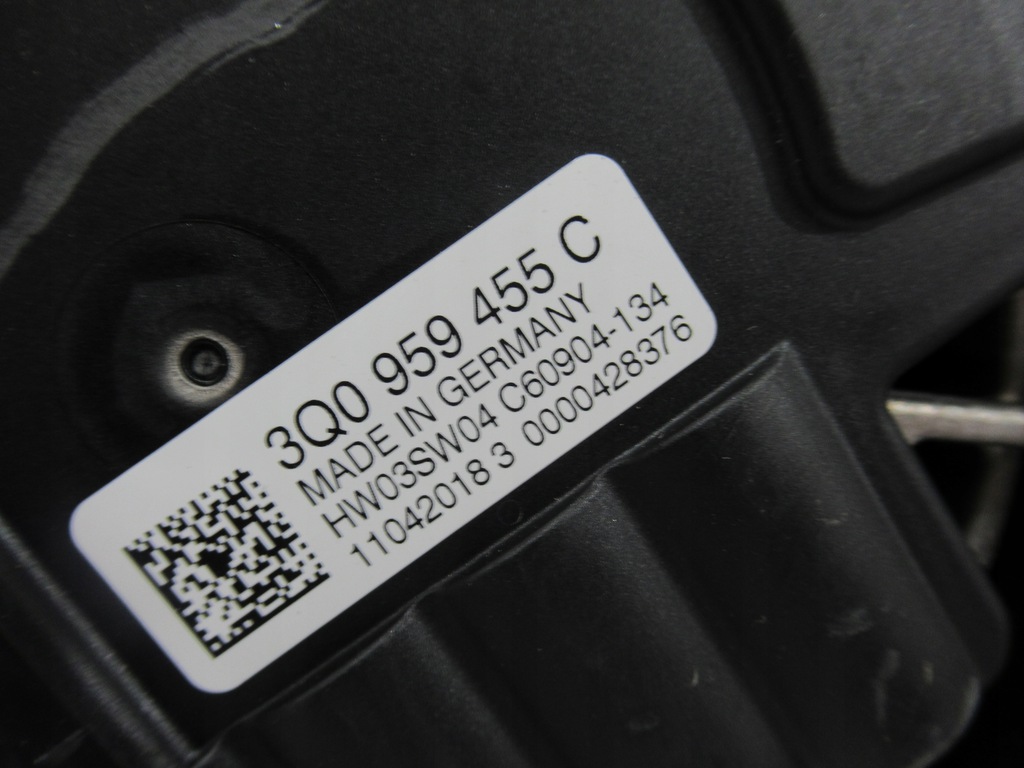 3Q0 959 455 C
MADE IN GERMANY
HW03SW04 C60904-134
11042018 3 0000428376